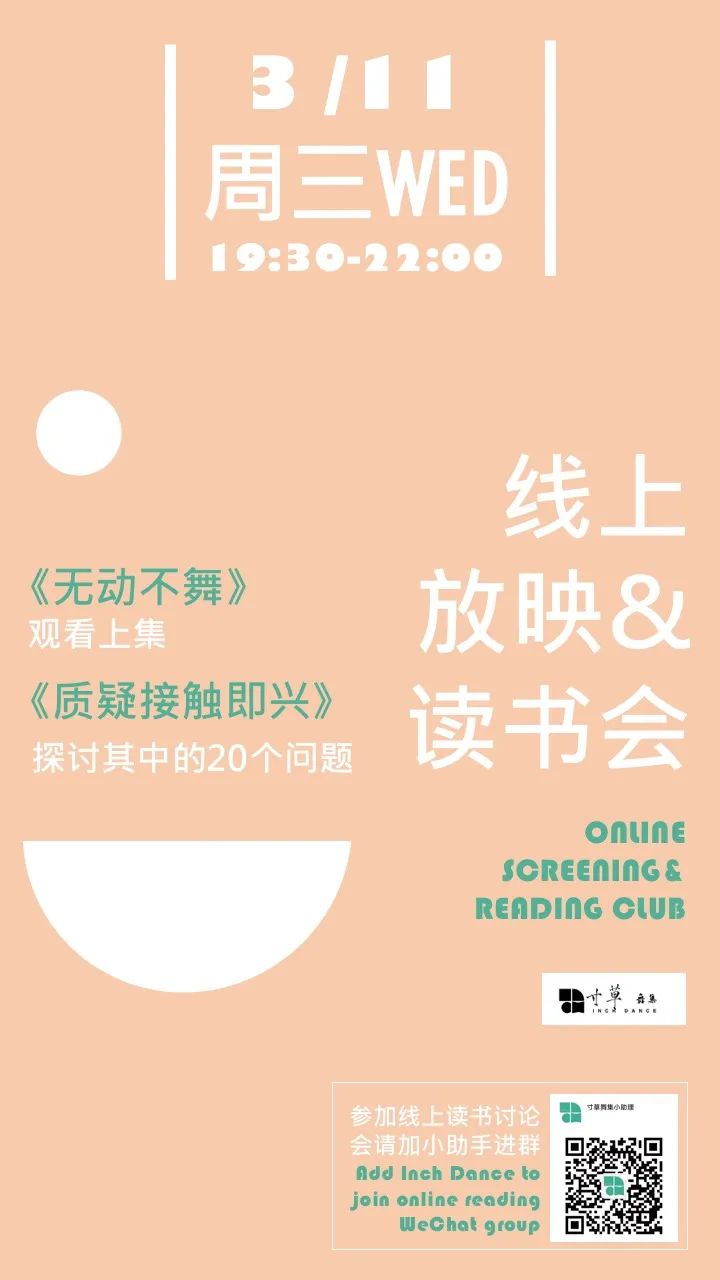 3/11
周三WED
19:30-22:00
线上
放映&
读书会
《无动不舞》
观看上集
《质疑接触即兴》
探讨其中的20个问题
ONLINE
SCREENING&
READING CLUB
寸草 舞集
INCH DANCE
参加线上读书讨论
会请加小助手进群
Add Inch Dance to
join online reading
WeChat group
寸草舞集小助理